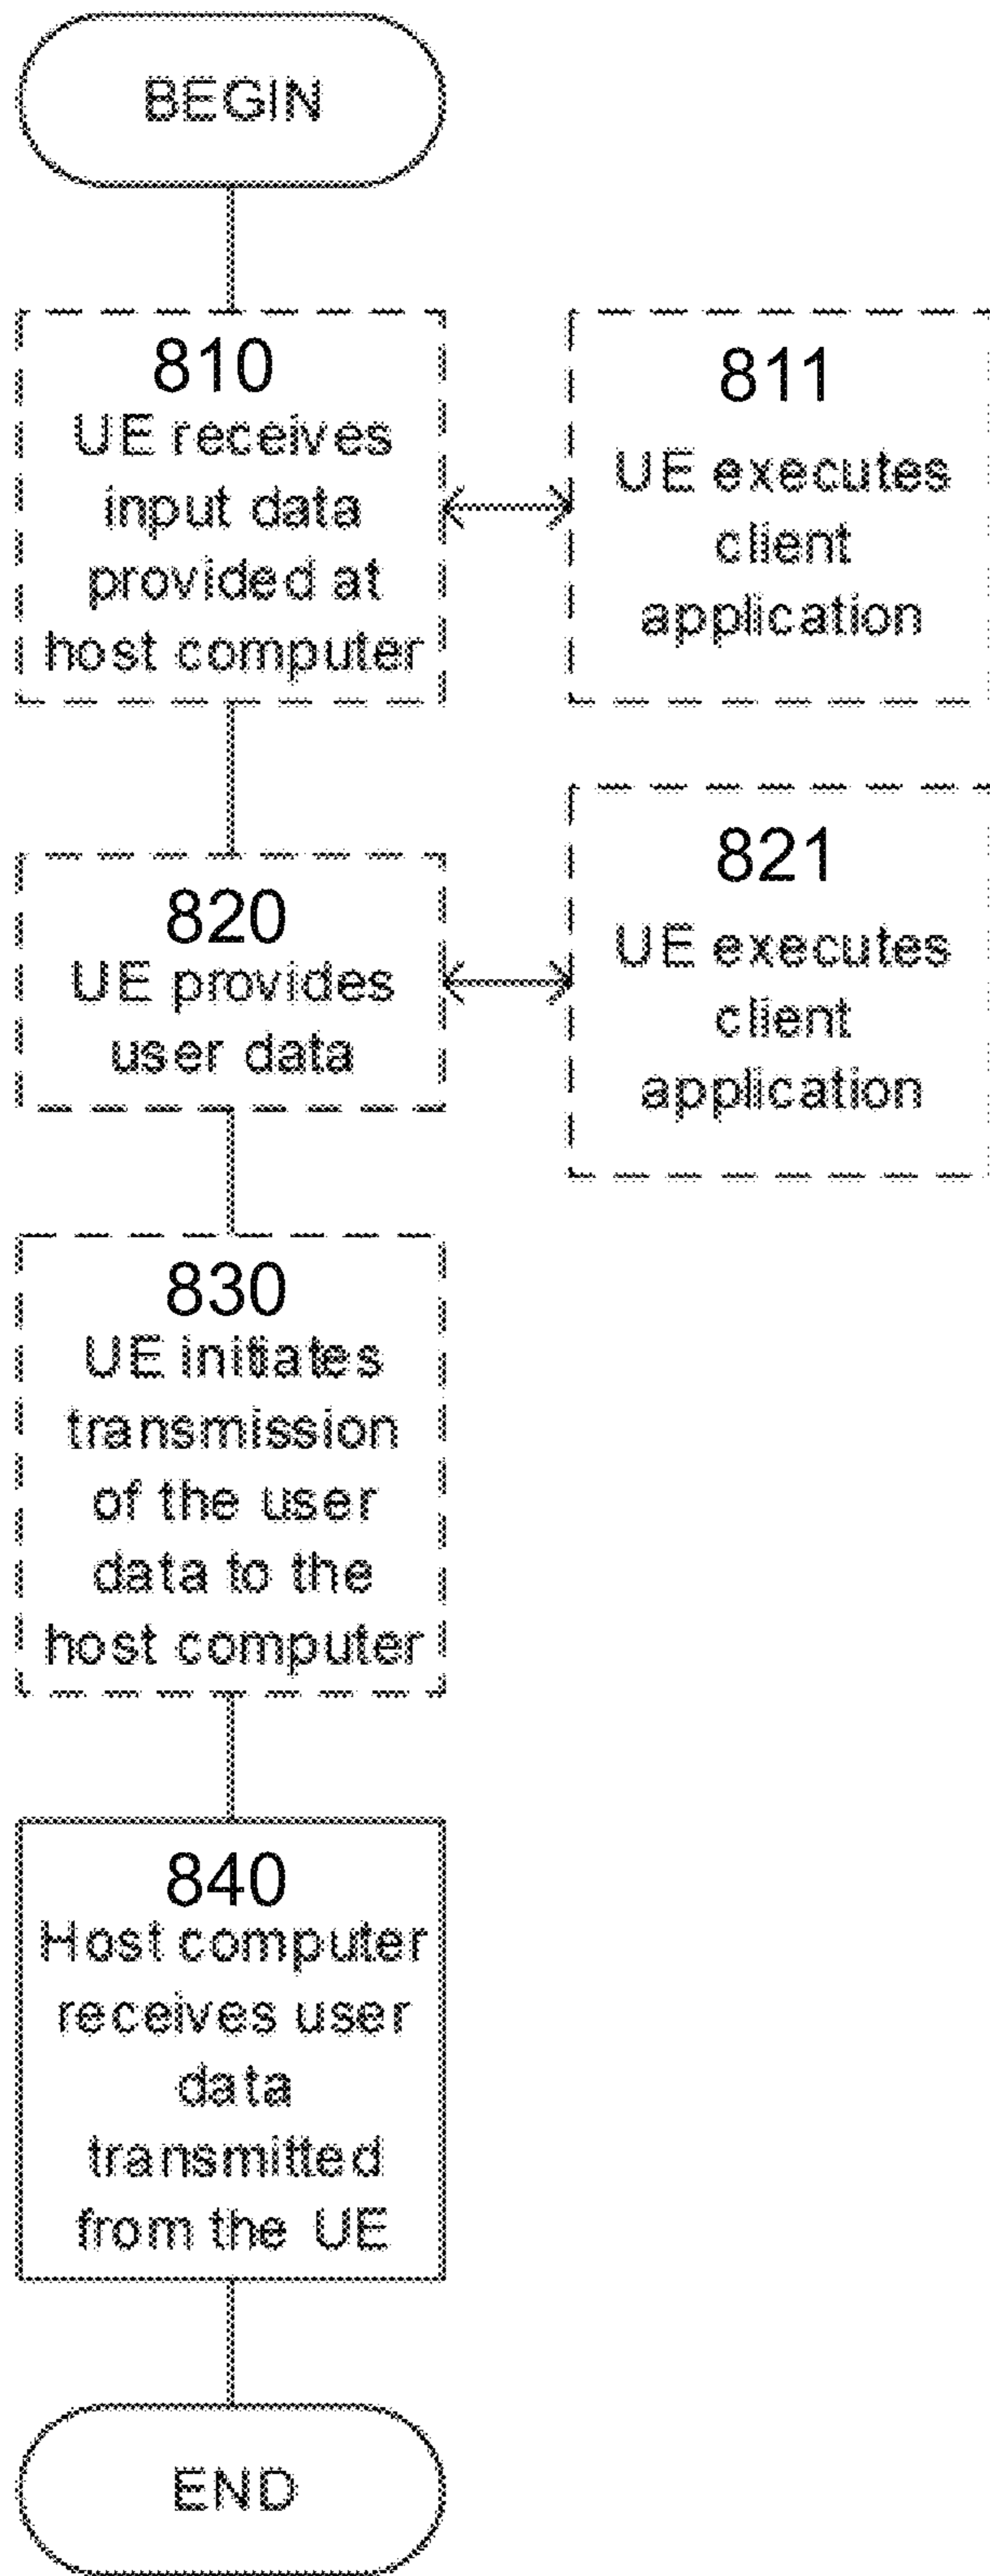 BEGIN
810
UE receives
input data
provided at
host computer
811
UE executes
client
application
820
UE provides
user data
821
UE executes
client
application
830
UE initiates
transmission
of the user
data to the
host computer
840
Host computer
receives user
data
transmitted
from the UE
END